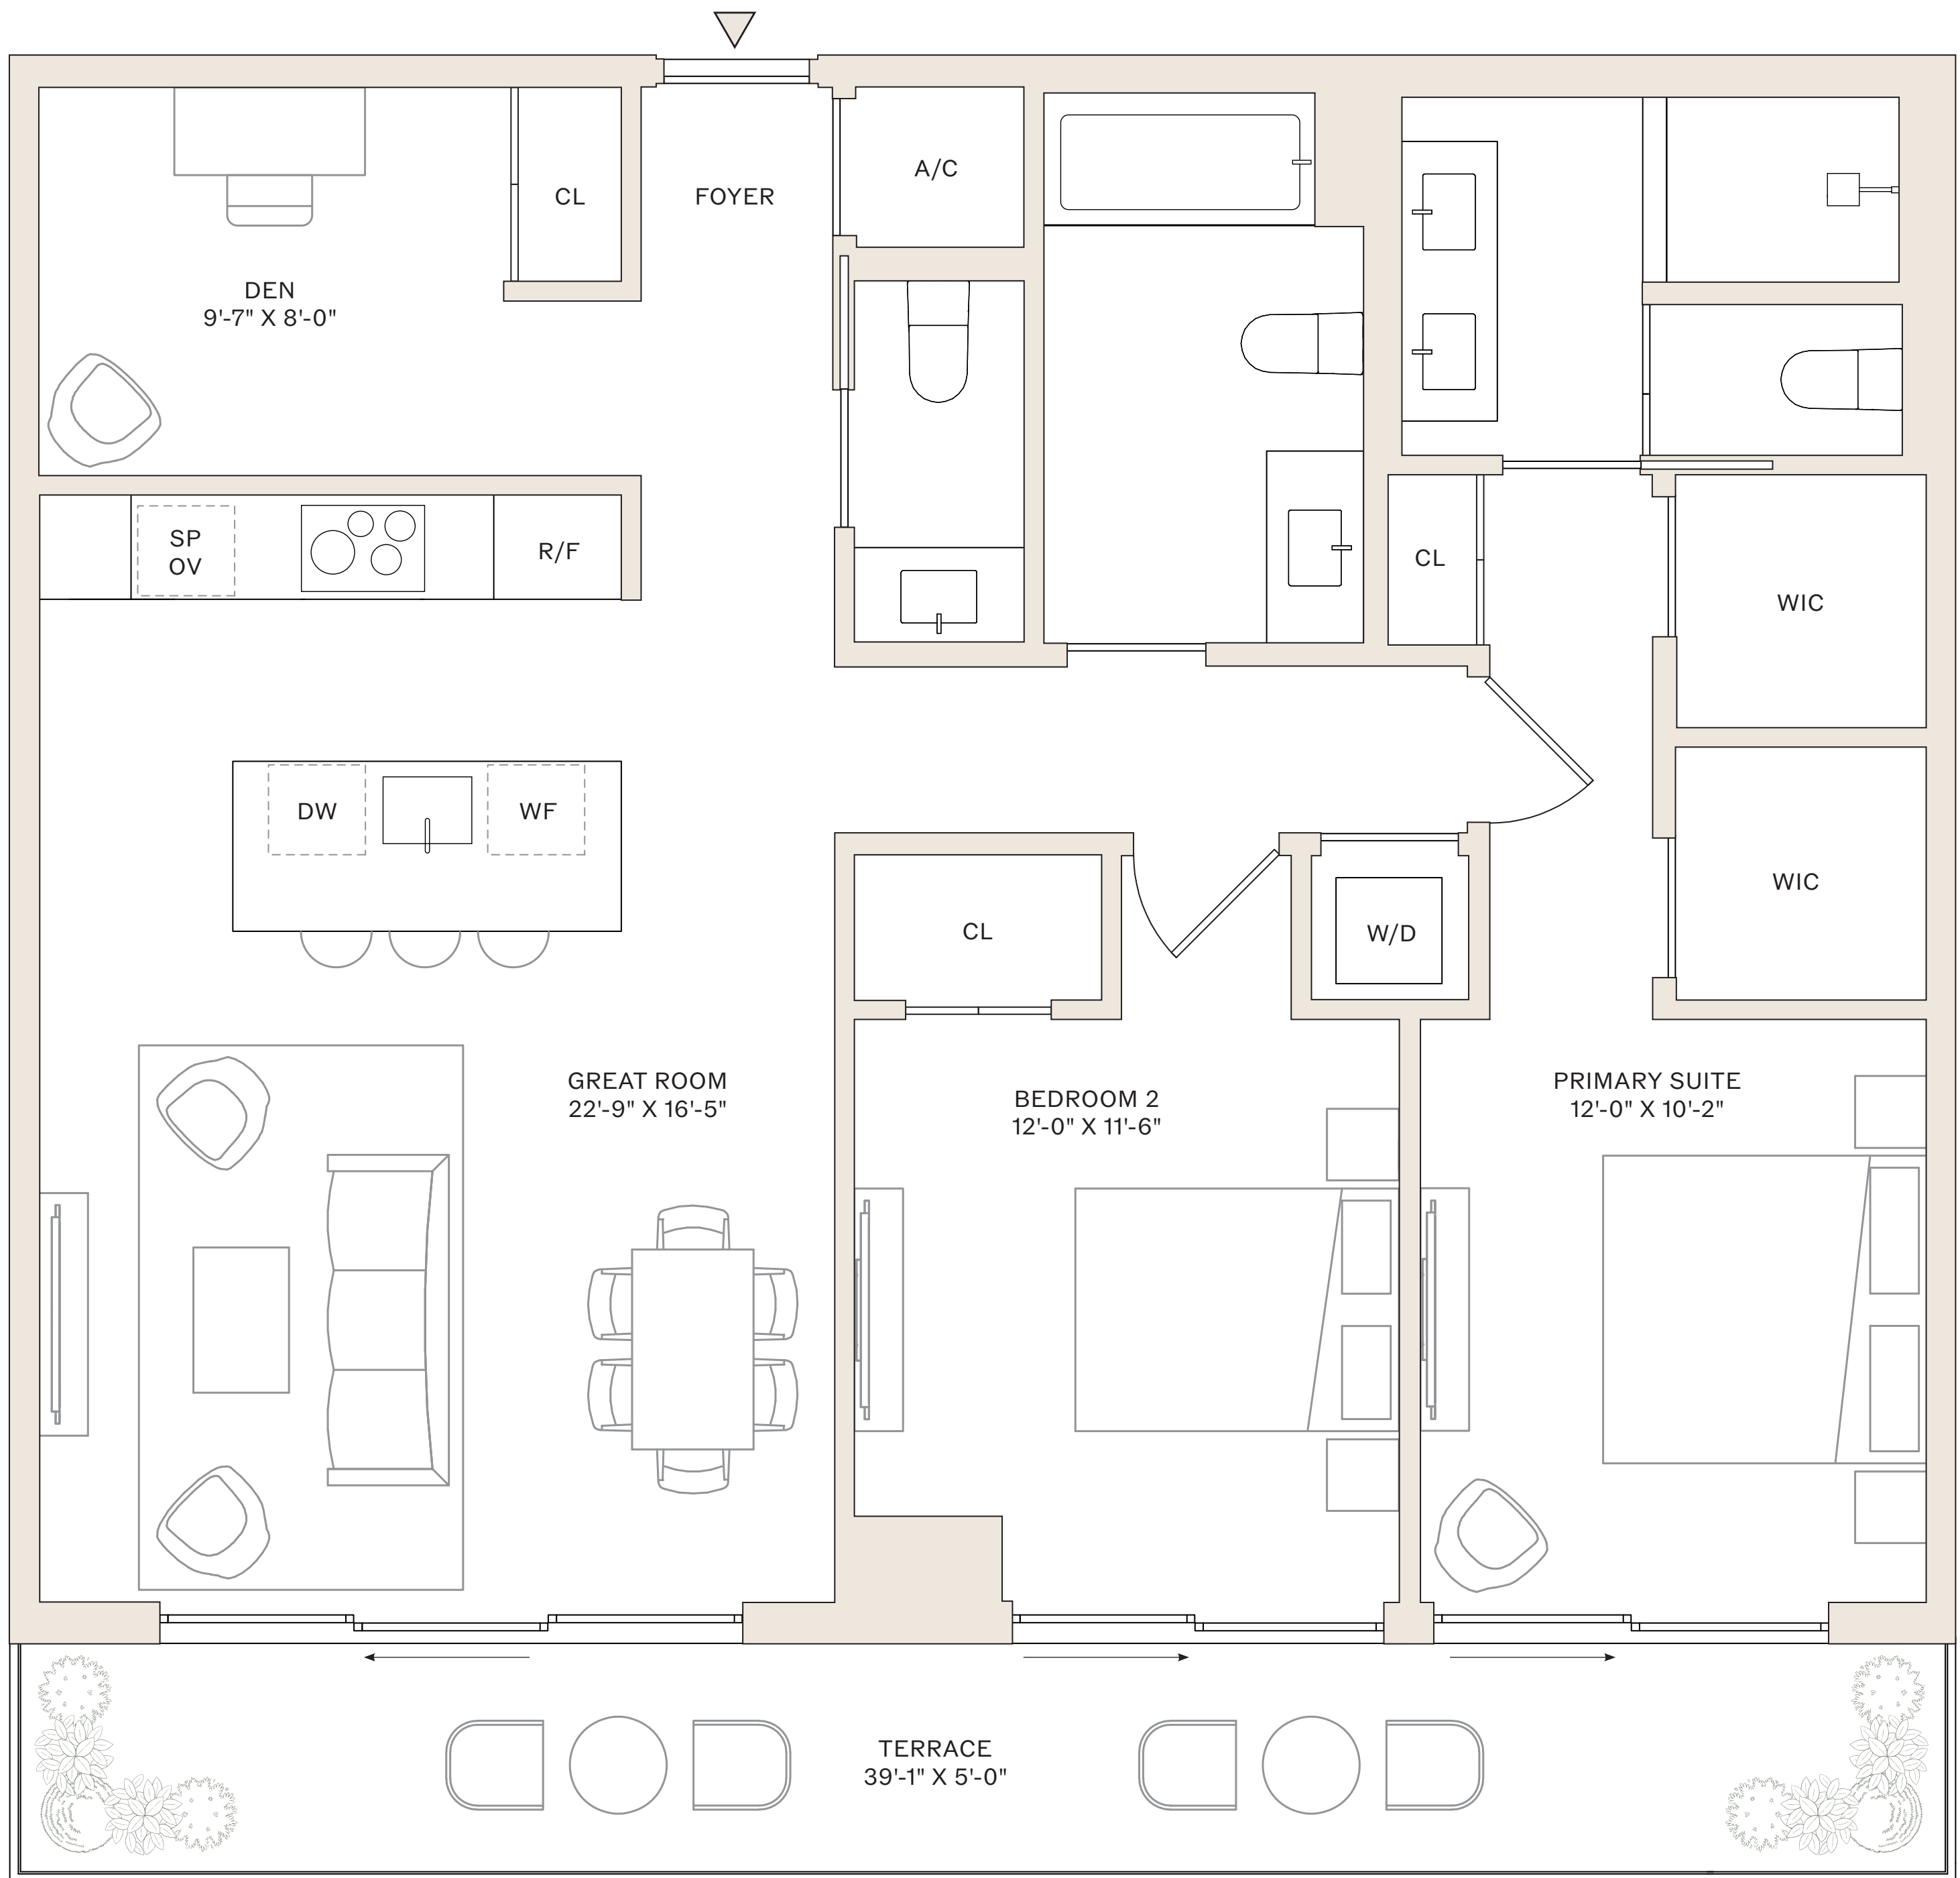 A/C
CL
FOYER
DEN
9'-7" X 8'-0"
SP
OV
R/F
CL
WIC
DW
WF
WIC
CL
W/D
GREAT ROOM
22'-9" X 16'-5"
BEDROOM 2
12'-0" X 11'-6"
PRIMARY SUITE
12'-0" X 10'-2"
TERRACE
39'-1" X 5'-0"